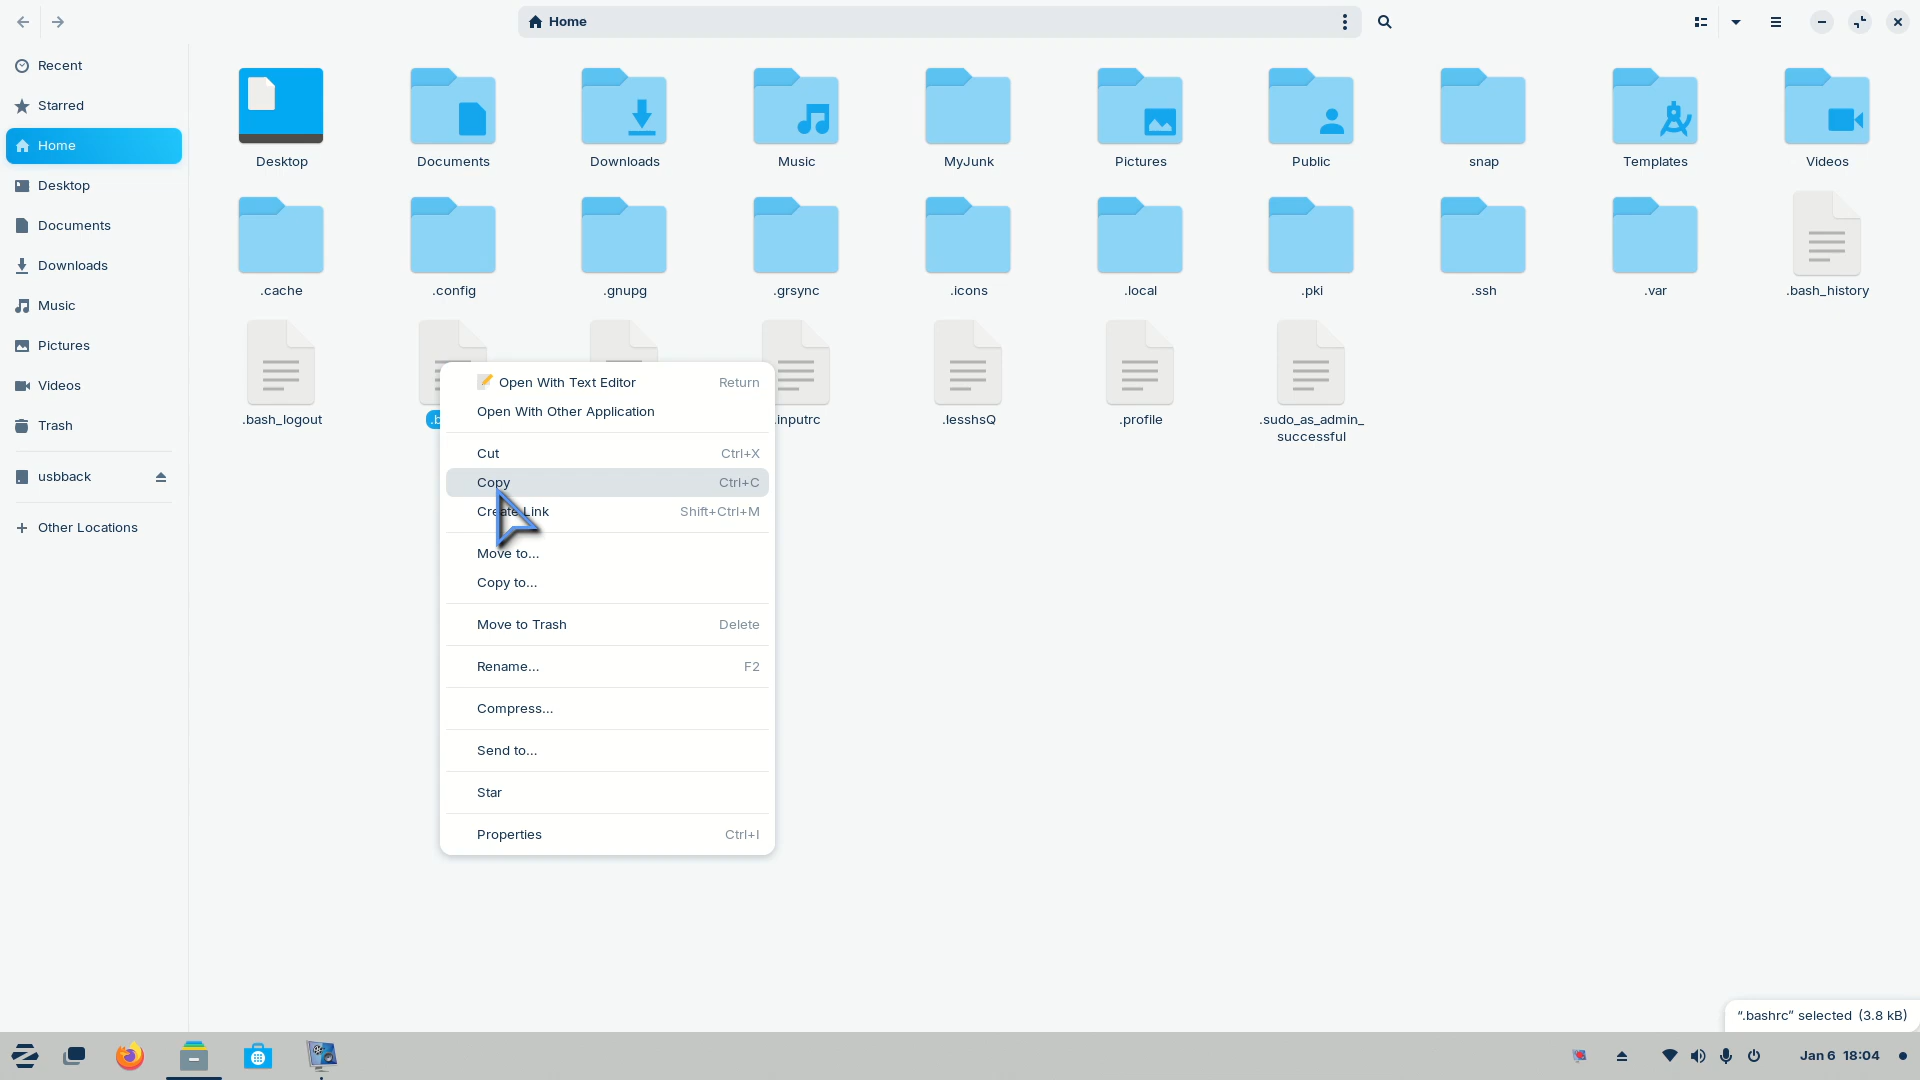 Home
Recent
Starred
Home
Desktop
Documents
Downloads
Music
Pictures
Videos
Trash
usbback
Other Locations
Desktop
Documents
Downloads
Music
MyJunk
Pictures
Public
snap
Templates
Videos
.cache
.config
.gnupg
.grsync
.icons
.local
.pki
.ssh
.var
.bash_history
.bash_logout
.inputrc
.lesshsQ
.profile
.sudo_as_admin_
successful
Open With Text Editor Return
Open With Other Application
Cut Ctrl+X
Copy Ctrl+C
Create Link Shift+Ctrl+M
Move to...
Copy to...
Move to Trash Delete
Rename... F2
Compress...
Send to...
Star
Properties Ctrl+I
“.bashrc” selected (3.8 kB)
Jan 6 18:04